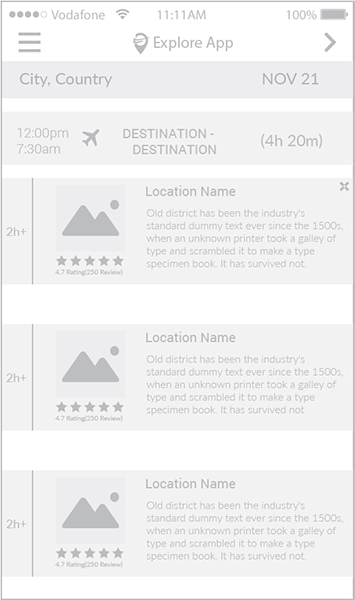 Vodafone 11:11AM 100%
Explore App
City, Country NOV 21
12:00pm DESTINATION - (4h 20m)
7:30am DESTINATION
Location Name
2h+
Old district has been the industry's
standard dummy text ever since the 1500s,
when an unknown printer took a galley of
type and scrambled it to make a type
specimen book. It has survived not.
4.7 Rating(250 Review)
Location Name
2h+
Old district has been the industry's
standard dummy text ever since the 1500s,
when an unknown printer took a galley of
type and scrambled it to make a type
specimen book. It has survived not
4.7 Rating(250 Review)
Location Name
2h+
Old district has been the industry's
standard dummy text ever since the 1500s,
when an unknown printer took a galley of
type and scrambled it to make a type
specimen book. It has survived not.
4.7 Rating(250 Review)